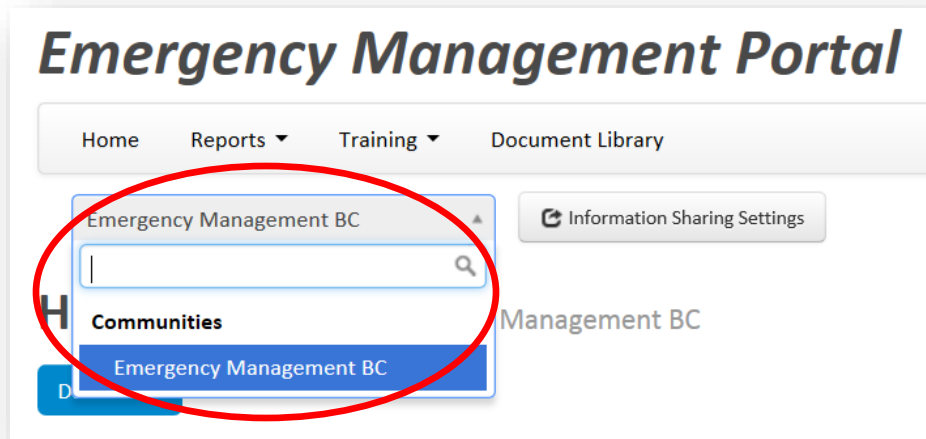 Emergency Management Portal
Home Reports Training Document Library
Emergency Management BC Information Sharing Settings
Communities Management BC
Emergency Management BC